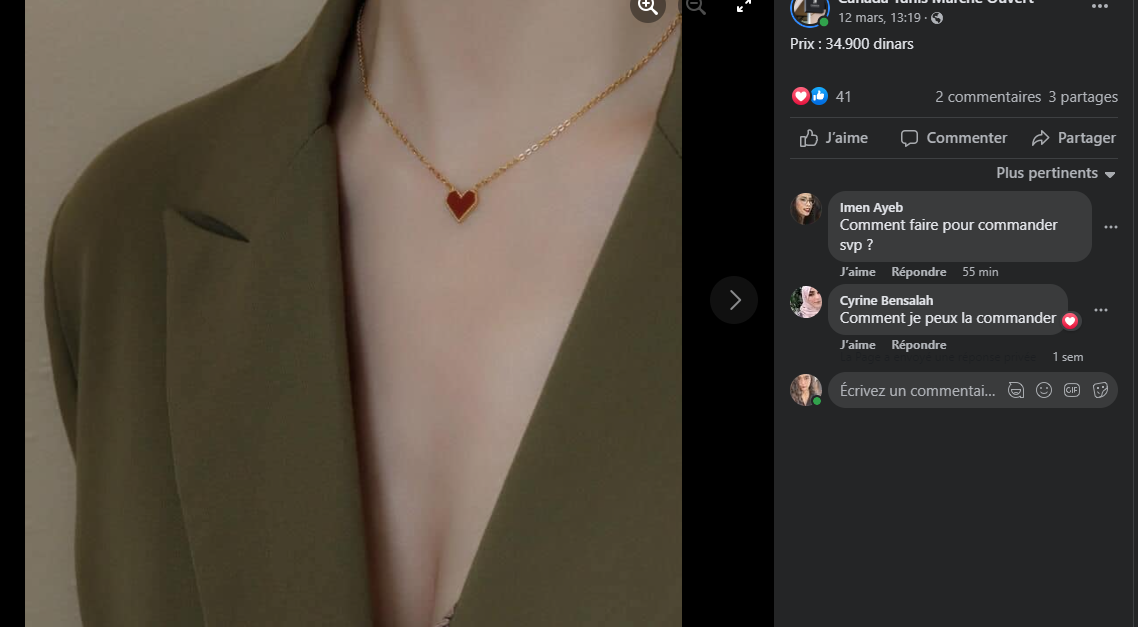 Canada Tunis Marché Ouvert
12 mars, 13:19
Prix : 34.900 dinars
41 2 commentaires 3 partages
J'aime Commenter Partager
Plus pertinents
Imen Ayeb
Comment faire pour commander
svp ?
J'aime Répondre 55 min
Cyrine Bensalah
Comment je peux la commander
J'aime Répondre
1 sem
Écrivez un commentai... GIF